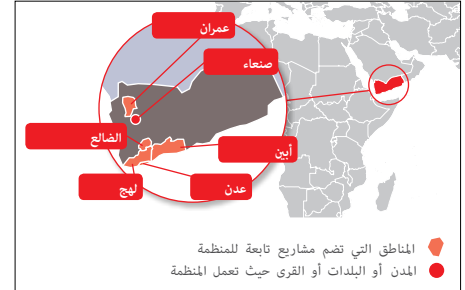 عمران
صنعاء
الضالع
أبين
لهج
عدن
المناطق التي تضم مشاريع تابعة للمنظمة
المدن أو البلدات أو القرى حيث تعمل المنظمة